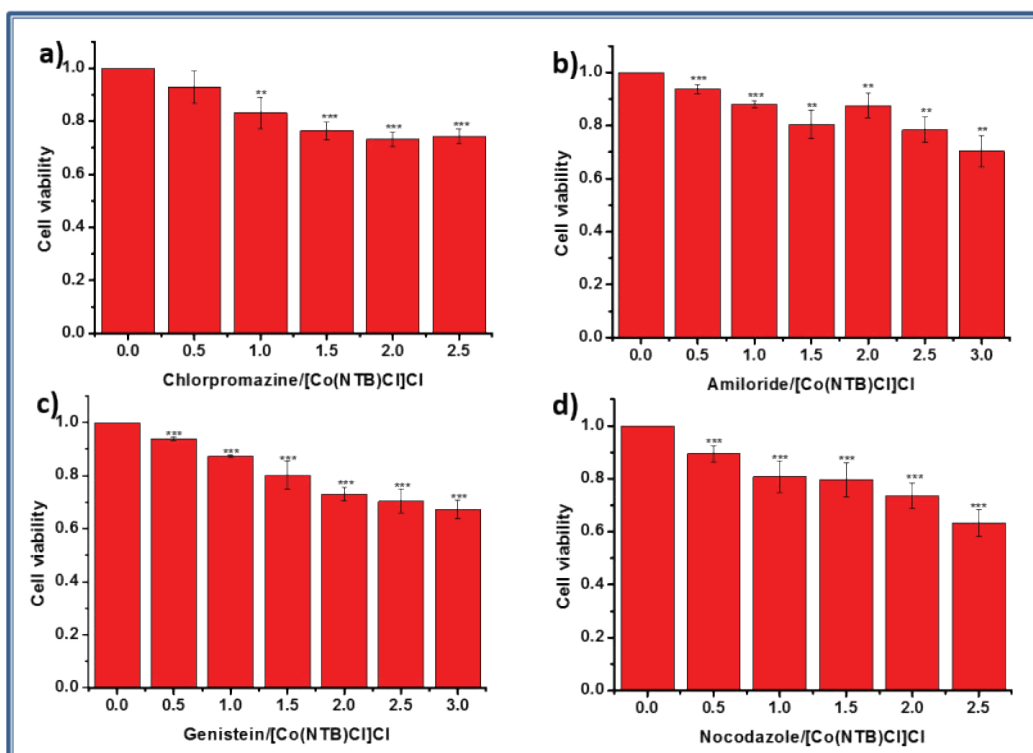 a)
Cell viability
1.0
0.8
0.6
0.4
0.2
0.0
** *** *** ***
0.0 0.5 1.0 1.5 2.0 2.5
Chlorpromazine/[Co(NTB)Cl]Cl
b)
Cell viability
1.0
0.8
0.6
0.4
0.2
0.0
*** *** ** ** ** **
0.0 0.5 1.0 1.5 2.0 2.5 3.0
Amiloride/[Co(NTB)Cl]Cl
c)
Cell viability
1.0
0.8
0.6
0.4
0.2
0.0
*** *** *** *** *** ***
0.0 0.5 1.0 1.5 2.0 2.5 3.0
Genistein/[Co(NTB)Cl]Cl
d)
Cell viability
1.0
0.8
0.6
0.4
0.2
0.0
*** *** *** *** ***
0.0 0.5 1.0 1.5 2.0 2.5
Nocodazole/[Co(NTB)Cl]Cl